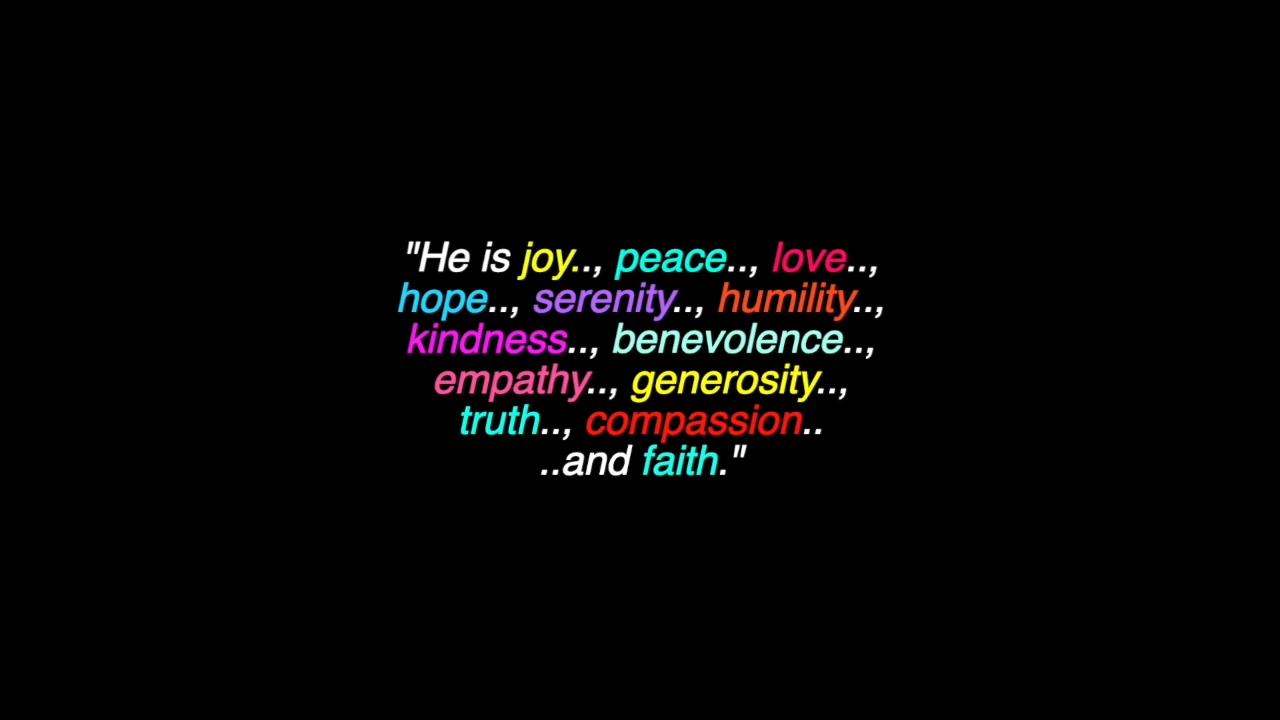 "He is joy.., peace.., love..,
hope.., serenity.., humility..,
kindness.., benevolence..,
empathy.., generosity..,
truth.., compassion..
..and faith."